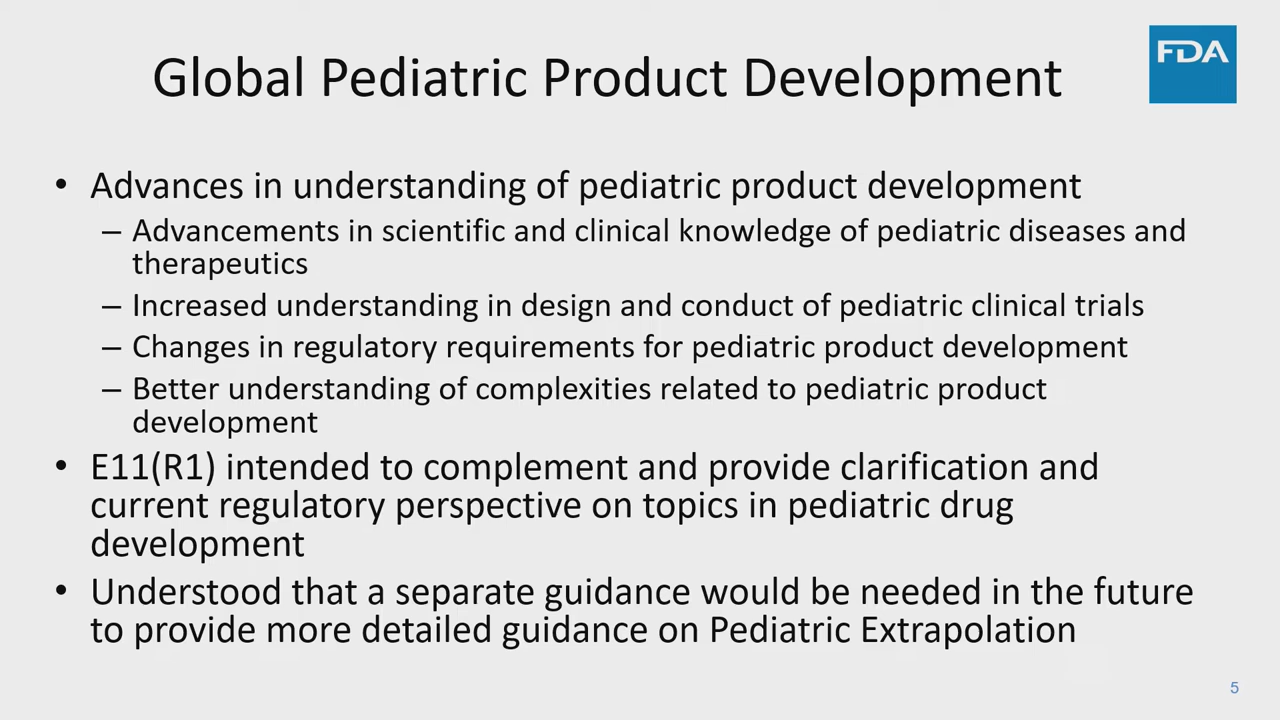 Global Pediatric Product Development
FDA
• Advances in understanding of pediatric product development
– Advancements in scientific and clinical knowledge of pediatric diseases and
therapeutics
– Increased understanding in design and conduct of pediatric clinical trials
– Changes in regulatory requirements for pediatric product development
– Better understanding of complexities related to pediatric product
development
• E11(R1) intended to complement and provide clarification and
current regulatory perspective on topics in pediatric drug
development
• Understood that a separate guidance would be needed in the future
to provide more detailed guidance on Pediatric Extrapolation
5